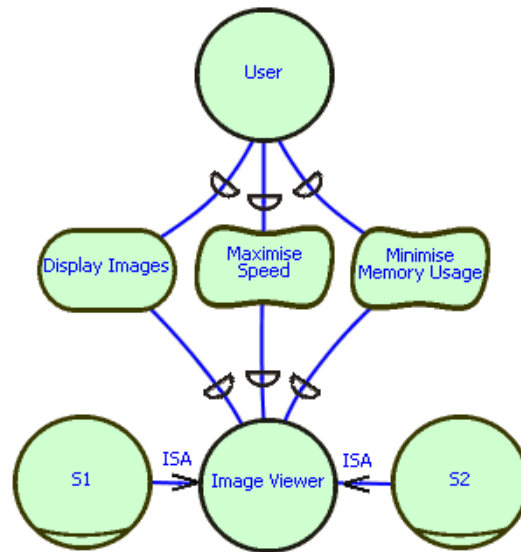 User
Display Images
Maximise
Speed
Minimise
Memory Usage
S1
ISA
Image Viewer
ISA
S2